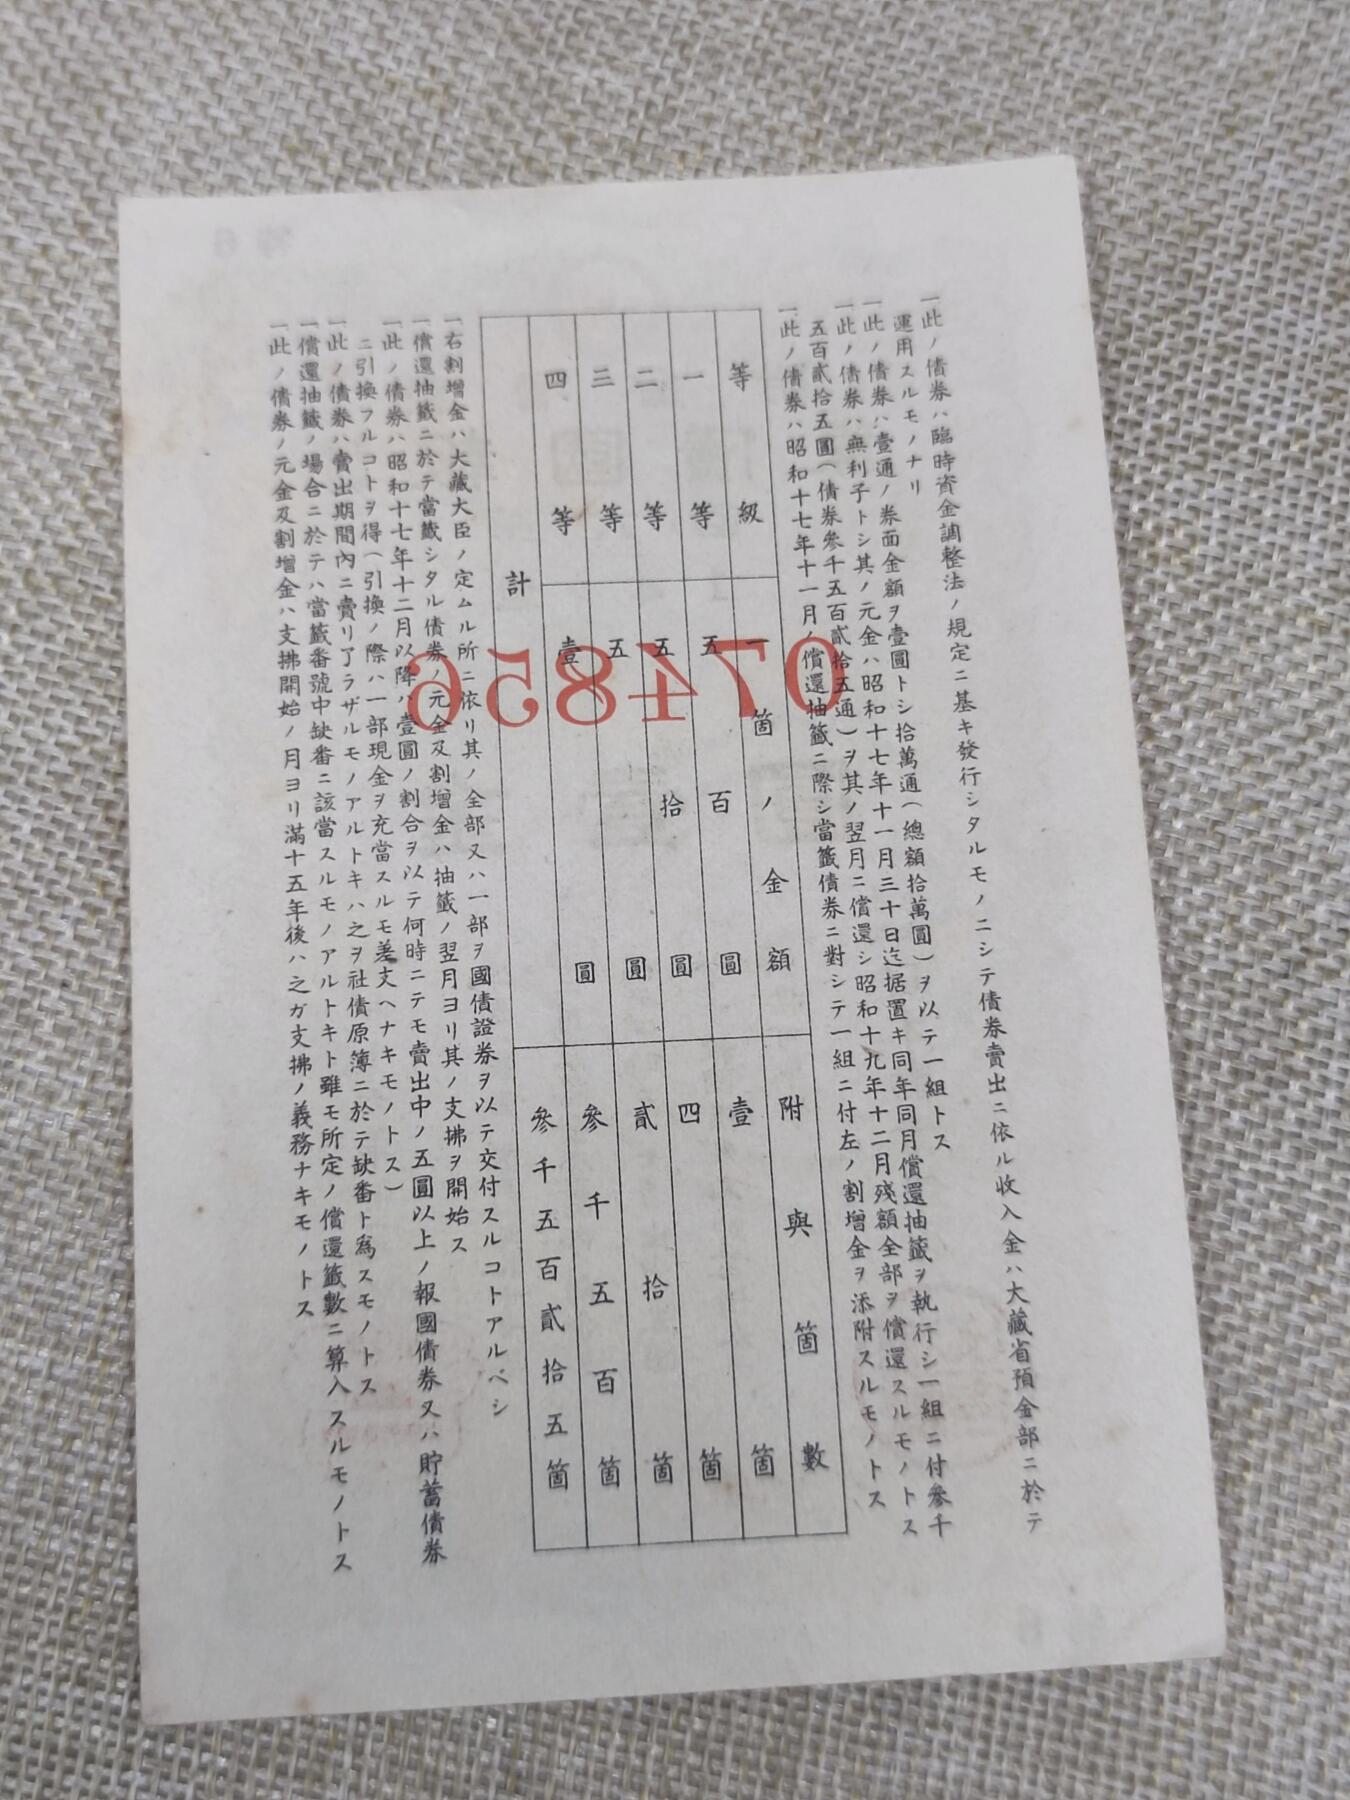 一此ノ債券ハ臨時資金調整法ノ規定ニ基キ發行シタルモノニシテ債券賣出ニ依ル收入金ハ大藏省預金部ニ於テ
運用スルモノナリ
一此ノ債券ハ壹通ノ券面金額ヲ壹圓トシ拾萬通(總額拾萬圓)ヲ以テ一組トス
一此ノ債券ハ無利子トシ其ノ元金ハ昭和十七年十一月三十日迄据置キ同年同月償還抽籤ヲ執行シ一組ニ付參千
五百貳拾五圓(債券參千五百貳拾五通)ヲ其ノ翌月ニ償還シ昭和十九年十二月殘額全部ヲ償還スルモノトス
一此ノ債券ハ昭和十七年十一月ノ償還抽籤ニ際シ當籤債券ニ對シテ一組ニ付左ノ割增金ヲ添附スルモノトス
等級 一箇ノ金額 附與箇數
一等 五百圓 壹箇
二等 五拾圓 四箇
三等 五圓 貳拾箇
四等 壹圓 參千五百箇
計 參千五百貳拾五箇
一右割增金ハ大藏大臣ノ定ムル所ニ依リ其ノ全部又ハ一部ヲ國債證券ヲ以テ交付スルコトアルベシ
一償還抽籤ニ於テ當籤シタル債券ノ元金及割增金ハ抽籤ノ翌月ヨリ其ノ支拂ヲ開始ス
一此ノ債券ハ昭和十七年十二月以降ハ壹圓ノ割合ヲ以テ何時ニテモ賣出中ノ五圓以上ノ報國債券又ハ貯蓄債券
ニ引換フルコトヲ得(引換ノ際ハ一部現金ヲ充當スルモ差支ヘナキモノトス)
一此ノ債券ハ賣出期間內ニ賣リ了ラザルモノアルトキハ之ヲ社債原簿ニ於テ缺番ト爲スモノトス
一償還抽籤ノ場合ニ於テハ當籤番號中缺番ニ該當スルモノアルトキト雖モ所定ノ償還籤數ニ算入スルモノトス
一此ノ債券ノ元金及割增金ハ支拂開始ノ月ヨリ滿十五年後ハ之ガ支拂ノ義務ナキモノトス
074856